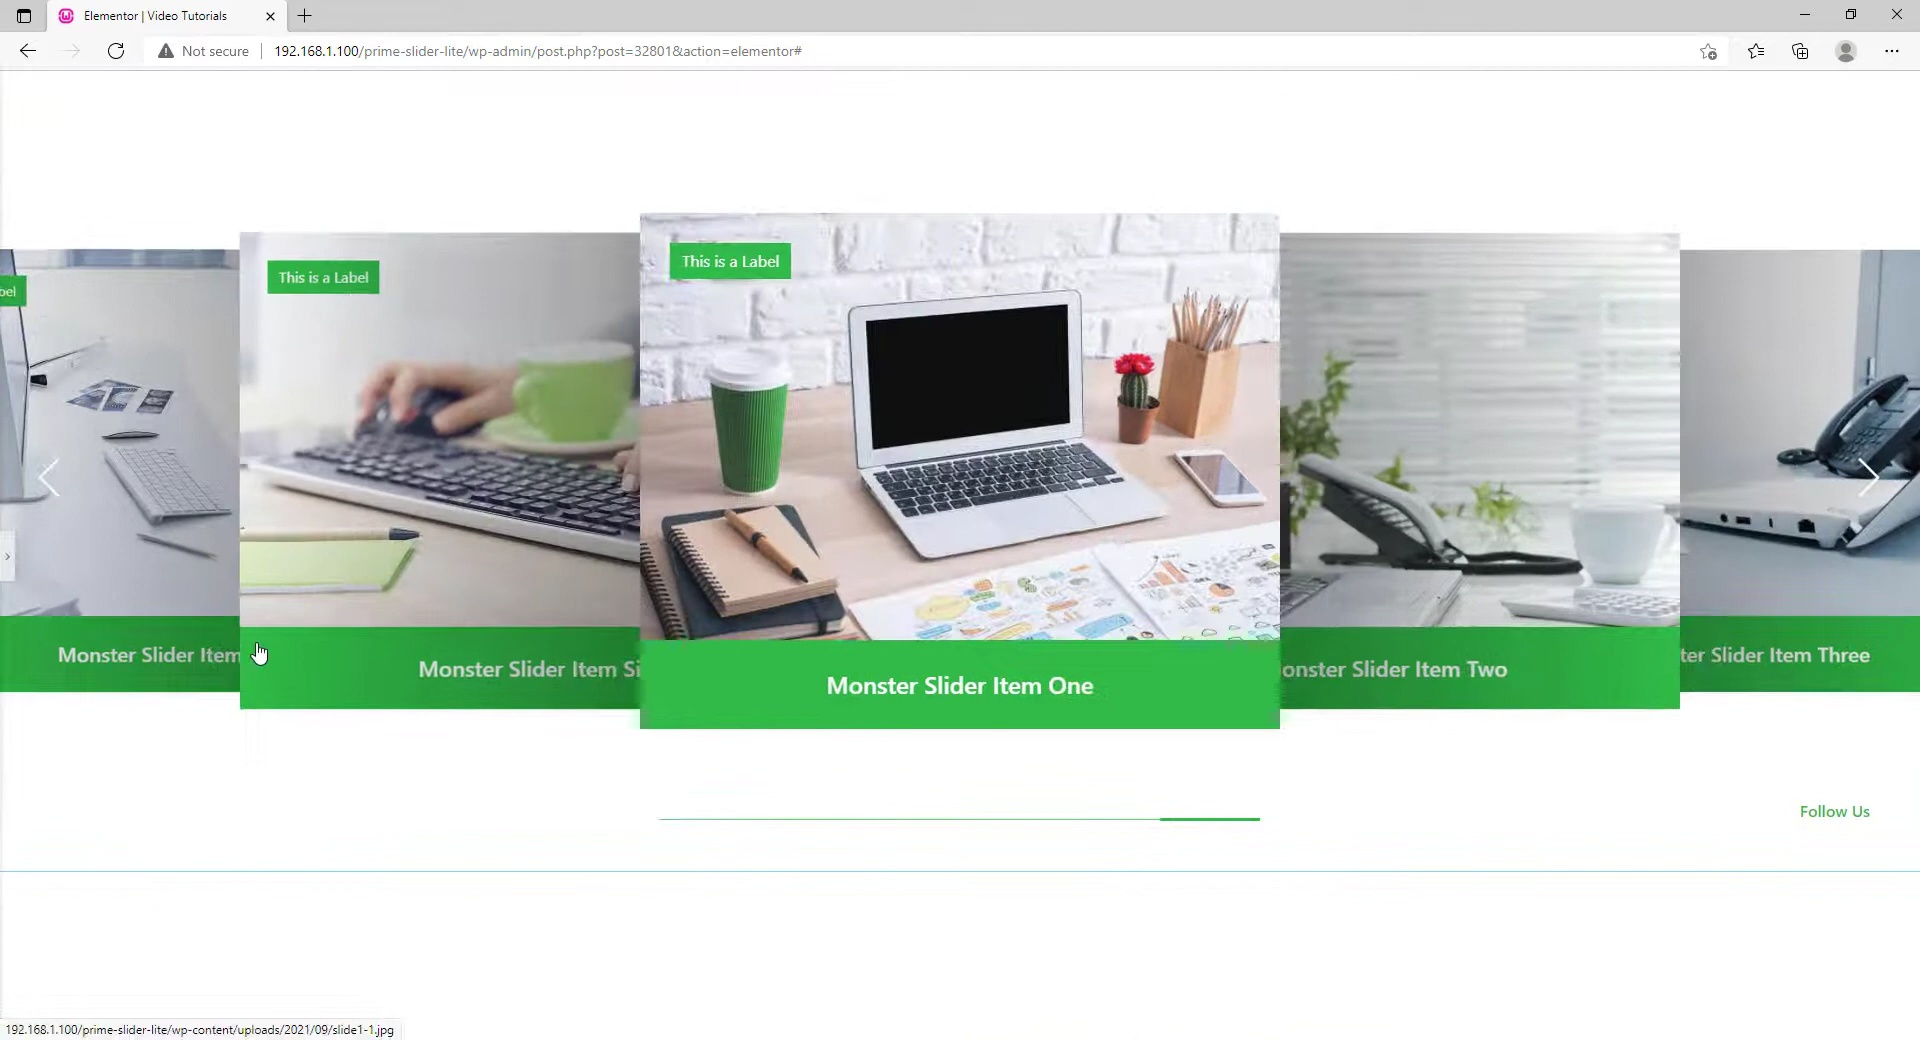 Elementor | Video Tutorials
Not secure
192.168.1.100/prime-slider-lite/wp-admin/post.php?post=32801&action=elementor#
bel
This is a Label
This is a Label
Monster Slider Item
Monster Slider Item Si
Monster Slider Item One
onster Slider Item Two
ter Slider Item Three
Follow Us
192.168.1.100/prime-slider-lite/wp-content/uploads/2021/09/slide1-1.jpg